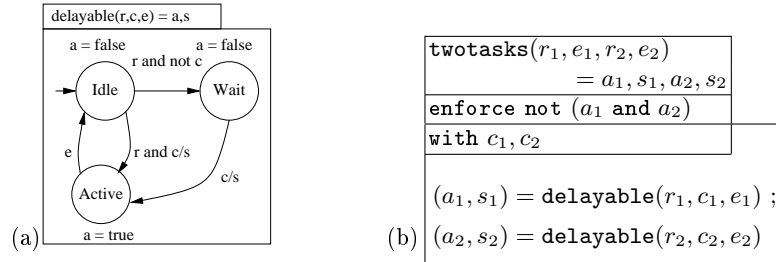 delayable(r,c,e) = a,s
a = false
a = false
r and not c
Idle
Wait
e
r and c/s
c/s
Active
a = true
(a)
twotasks(r₁, e₁, r₂, e₂)
= a₁, s₁, a₂, s₂
enforce not (a₁ and a₂)
with c₁, c₂
(a₁, s₁) = delayable(r₁, c₁, e₁) ;
(a₂, s₂) = delayable(r₂, c₂, e₂)
(b)